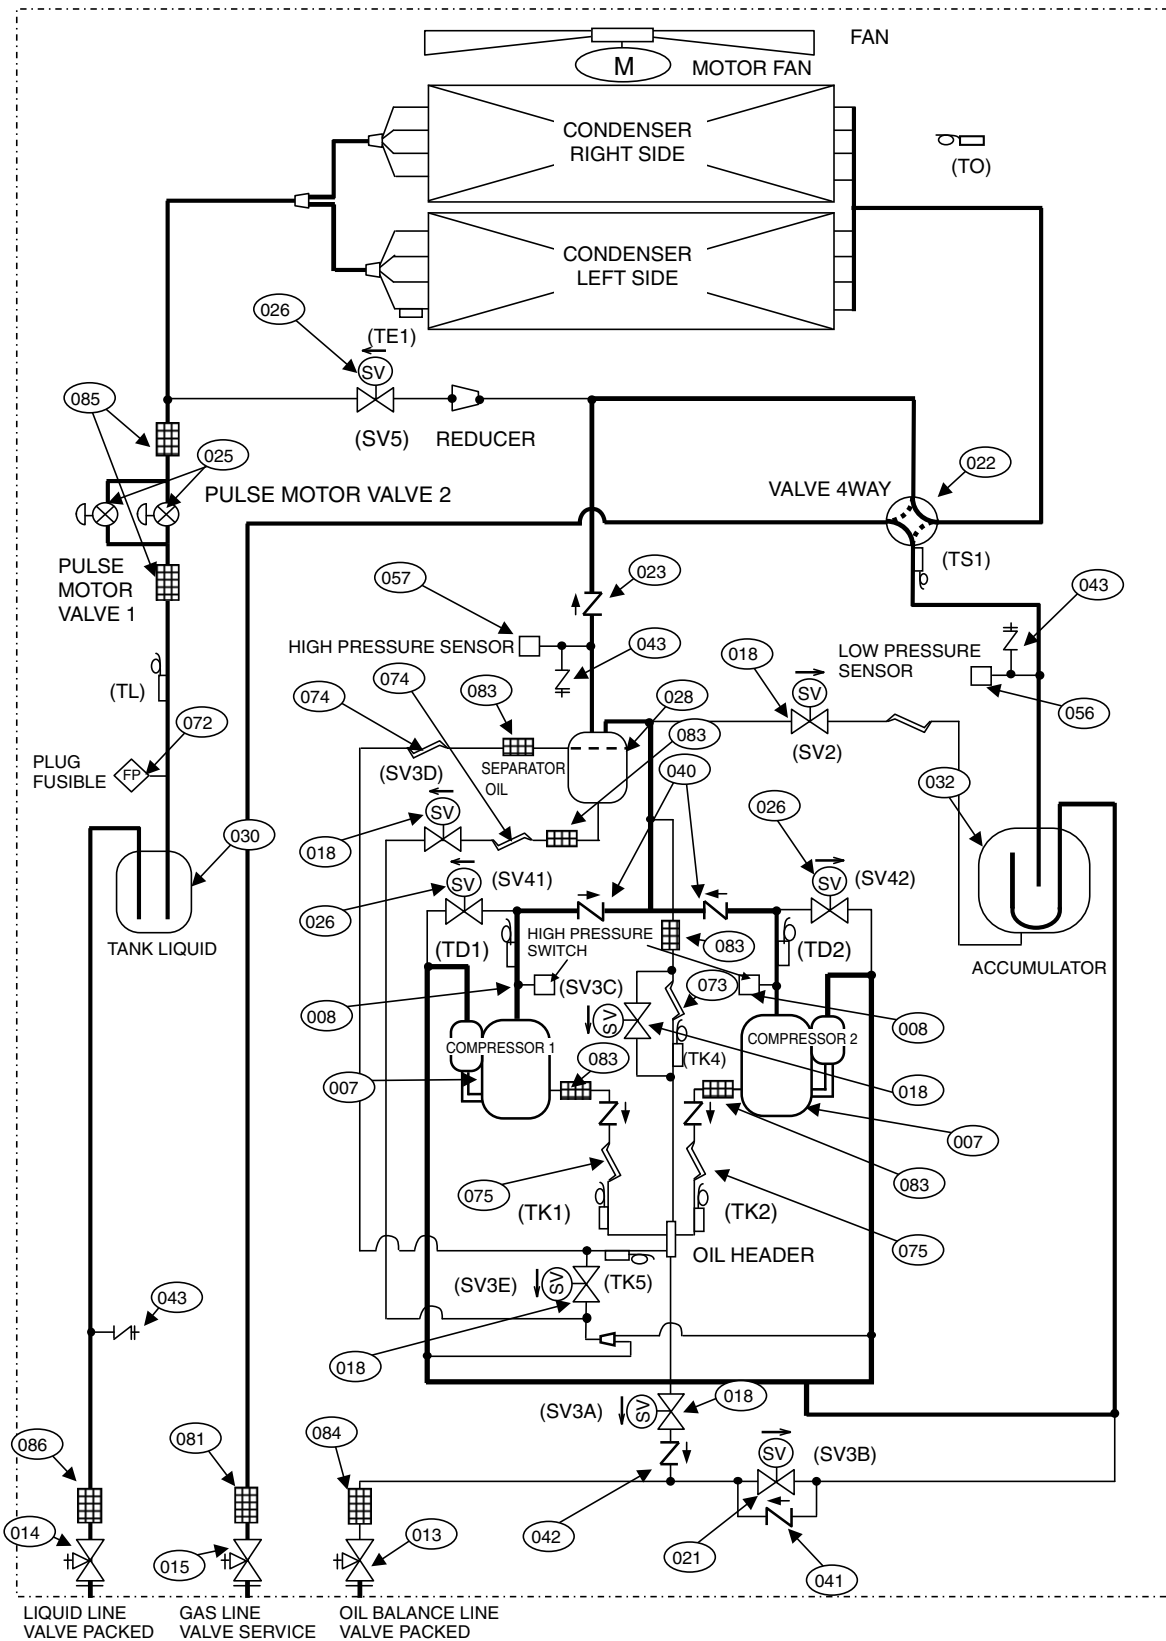 FAN
M
MOTOR FAN
CONDENSER
RIGHT SIDE
(TO)
CONDENSER
LEFT SIDE
026
(TE1)
SV
085
(SV5)
REDUCER
025
PULSE MOTOR VALVE 2
VALVE 4WAY
022
PULSE
MOTOR
VALVE 1
(TS1)
057
023
043
HIGH PRESSURE SENSOR
043
018
LOW PRESSURE
SENSOR
074
(TL)
074
083
028
SV
056
072
083
(SV2)
PLUG
FUSIBLE
FP
(SV3D)
SEPARATOR
OIL
040
032
SV
018
026
030
(SV41)
SV
SV
(SV42)
026
TANK LIQUID
(TD1)
HIGH PRESSURE
SWITCH
083
(TD2)
ACCUMULATOR
008
(SV3C)
073
008
SV
COMPRESSOR 1
COMPRESSOR 2
083
(TK4)
007
018
007
075
083
(TK1)
(TK2)
OIL HEADER
075
(SV3E)
SV
(TK5)
043
018
(SV3A)
SV
018
086
081
084
SV
(SV3B)
014
015
013
042
021
041
LIQUID LINE
VALVE PACKED
GAS LINE
VALVE SERVICE
OIL BALANCE LINE
VALVE PACKED